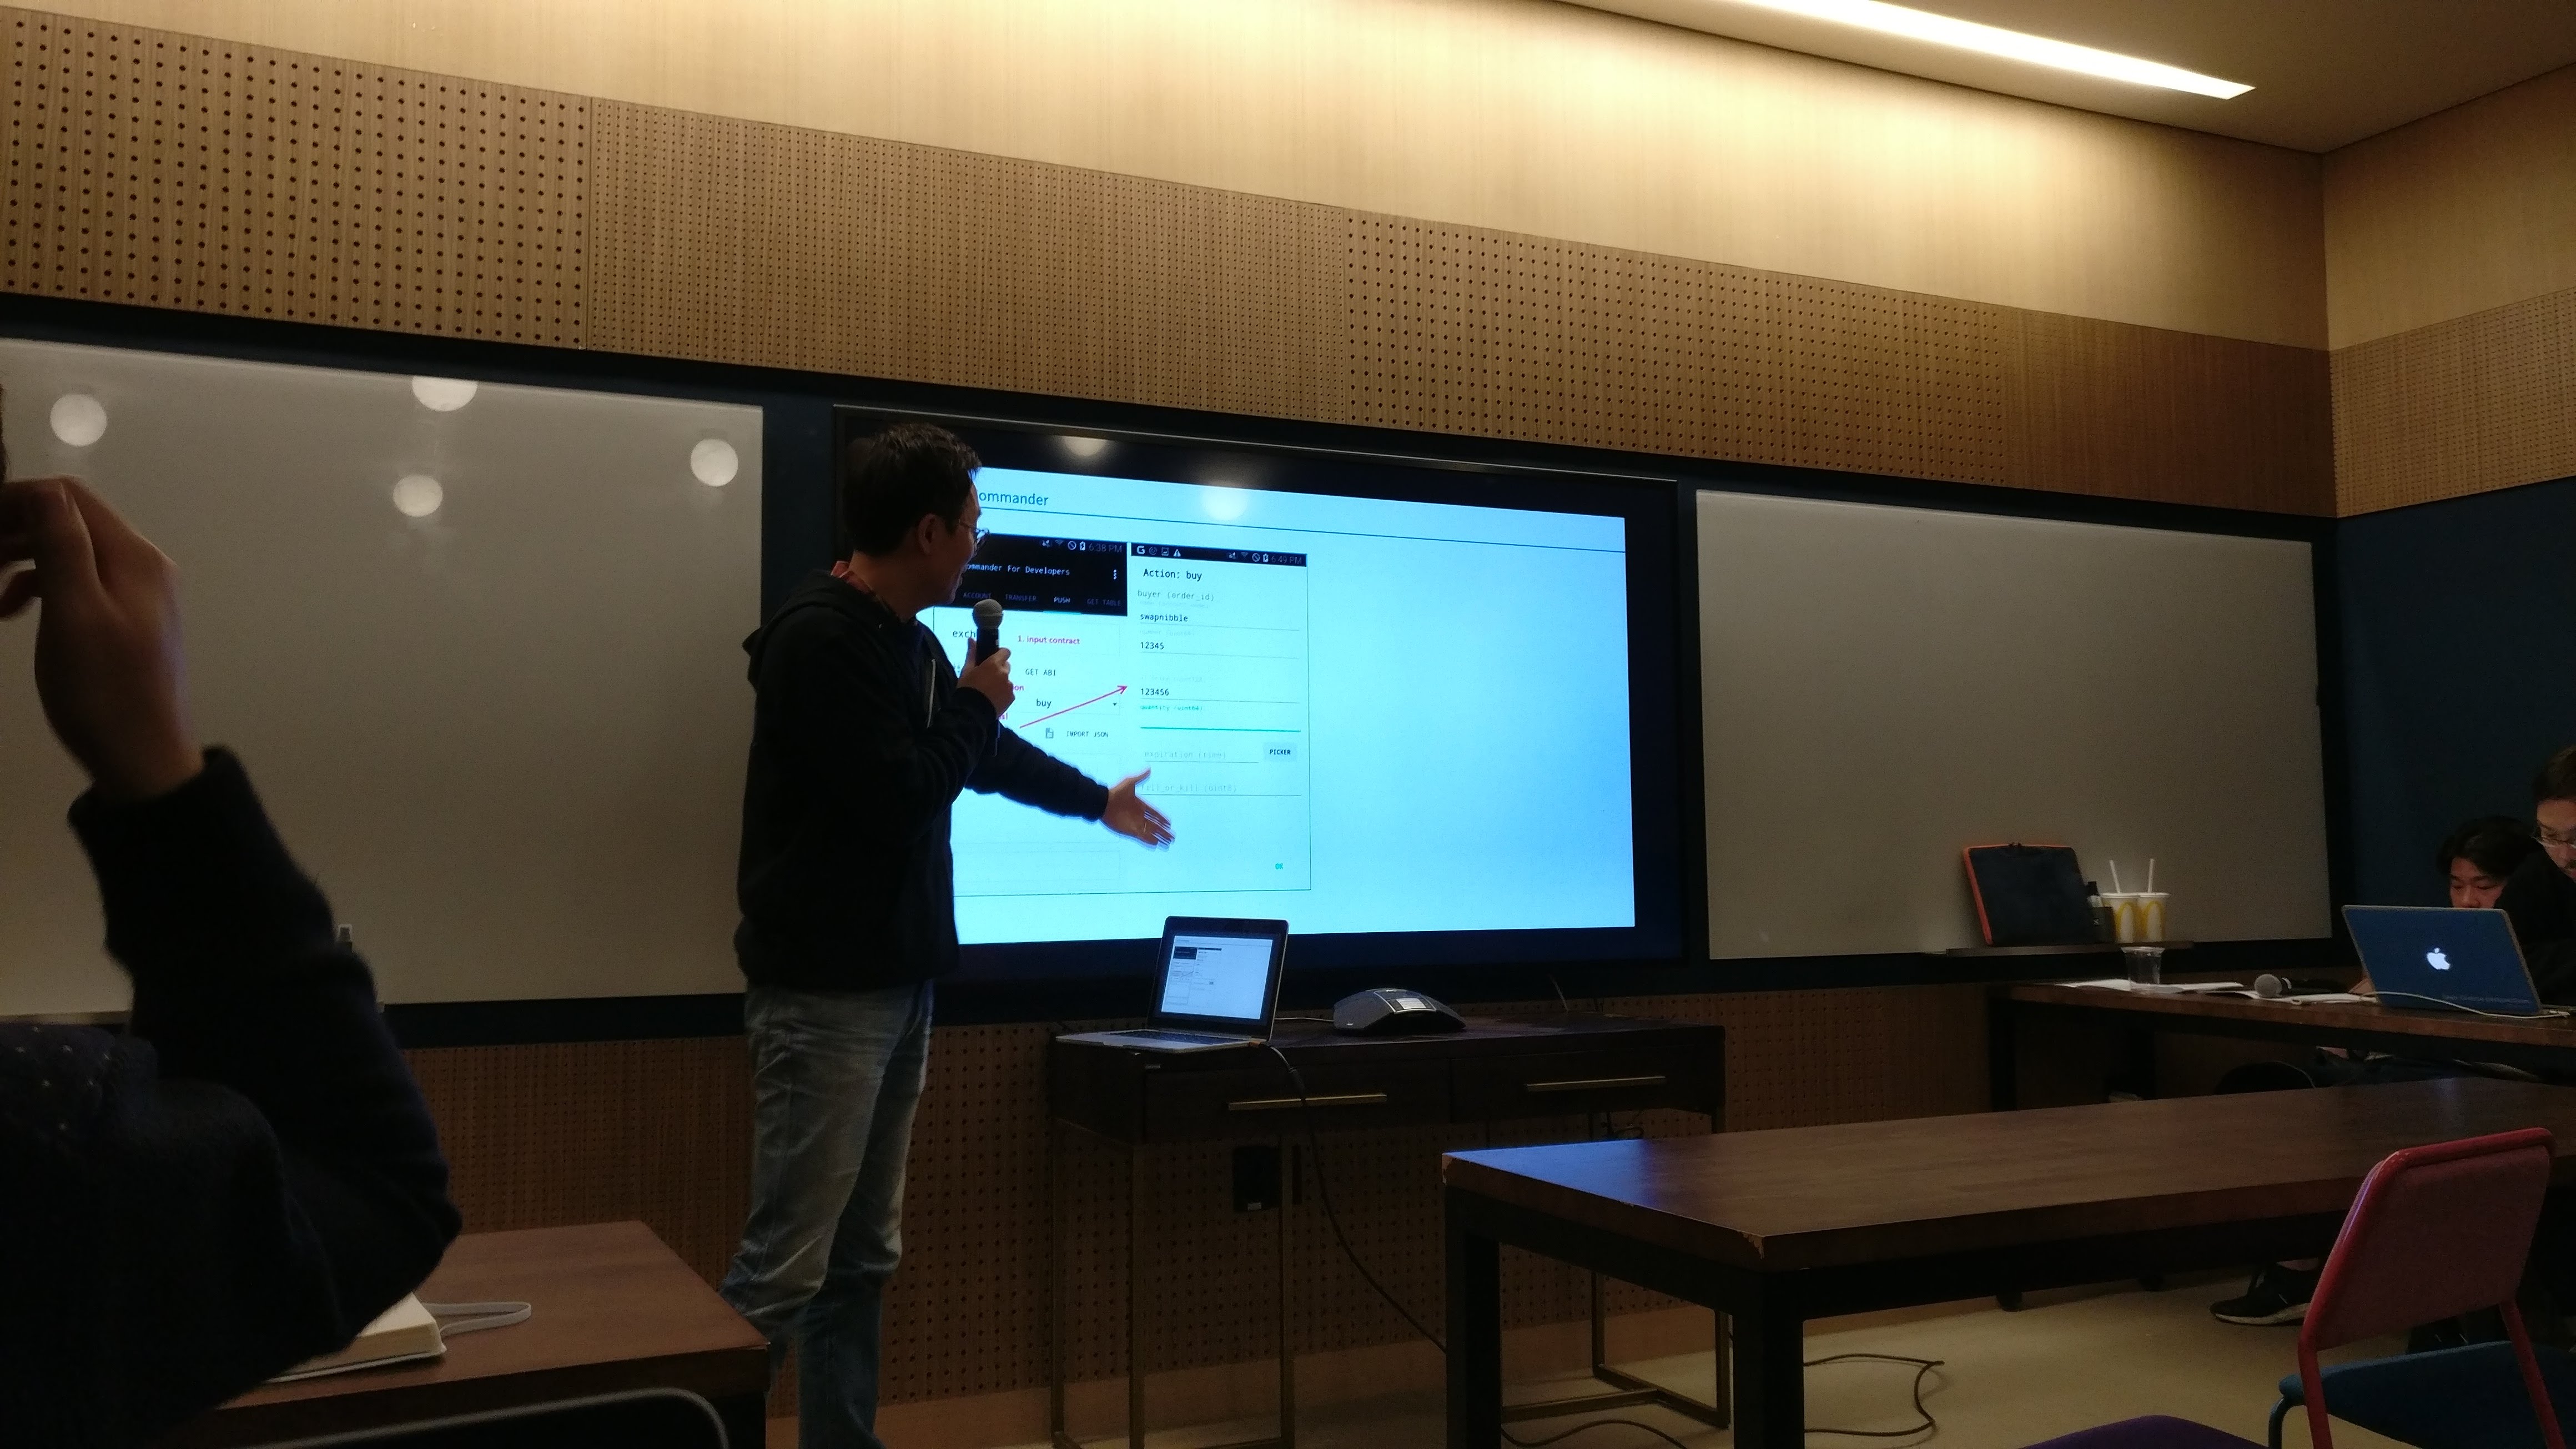 ommander
6:38 PM
ommander For Developers
ACCOUNT TRANSFER PUSH GET TABLE
exch
1. input contract
GET ABI
on
buy
IMPORT JSON
G 6:49 PM
Action: buy
buyer (order_id)
swapnibble
12345
123456
quantity (uint64)
expiration (time)
PICKER
fill_or_kill (uint8)
OK